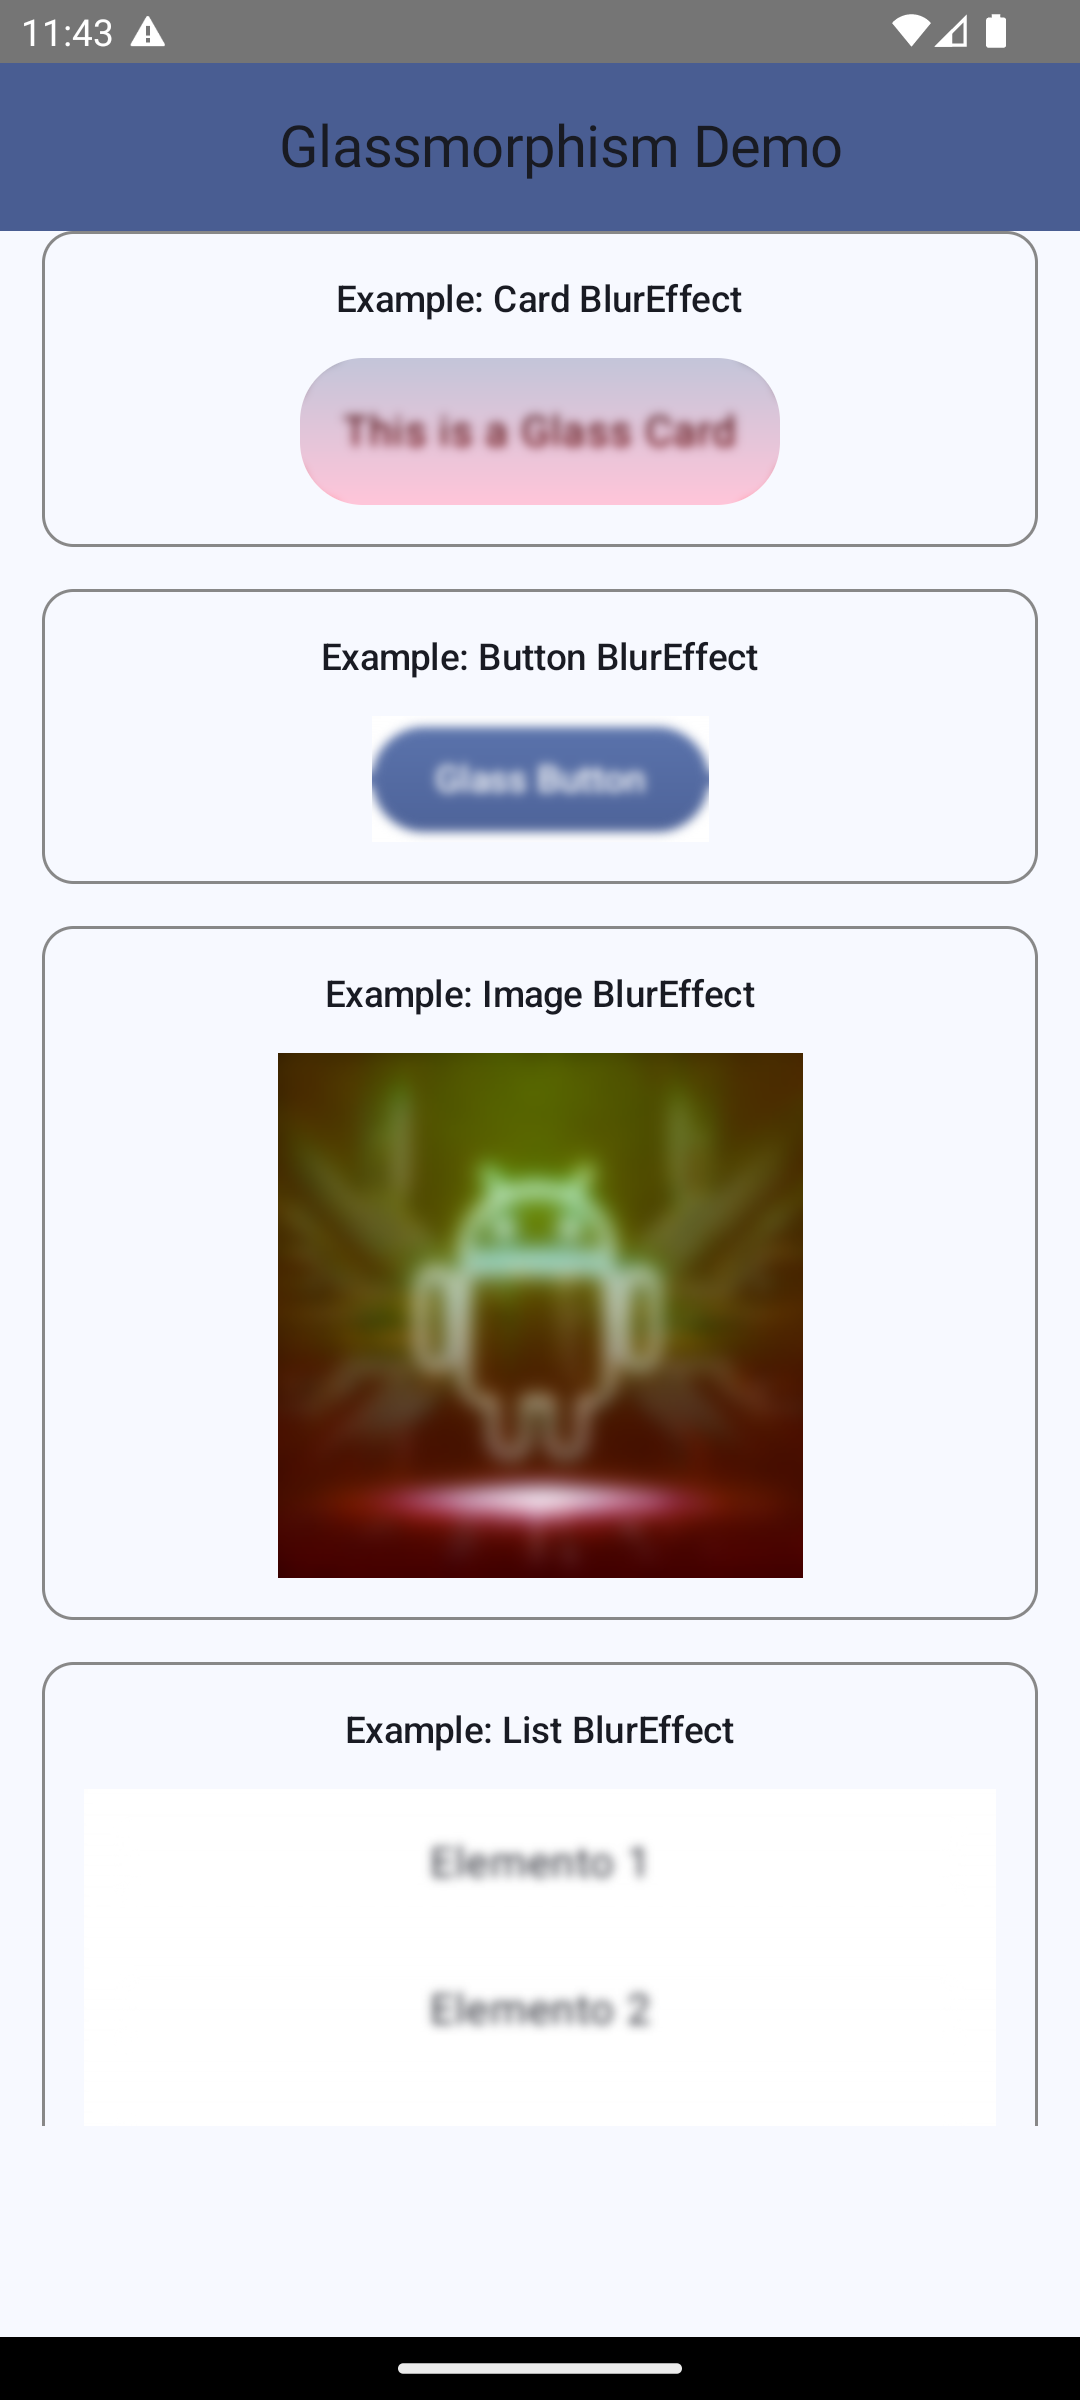 11:43
Glassmorphism Demo
Example: Card BlurEffect
This is a Glass Card
Example: Button BlurEffect
Glass Button
Example: Image BlurEffect
Example: List BlurEffect
Elemento 1
Elemento 2